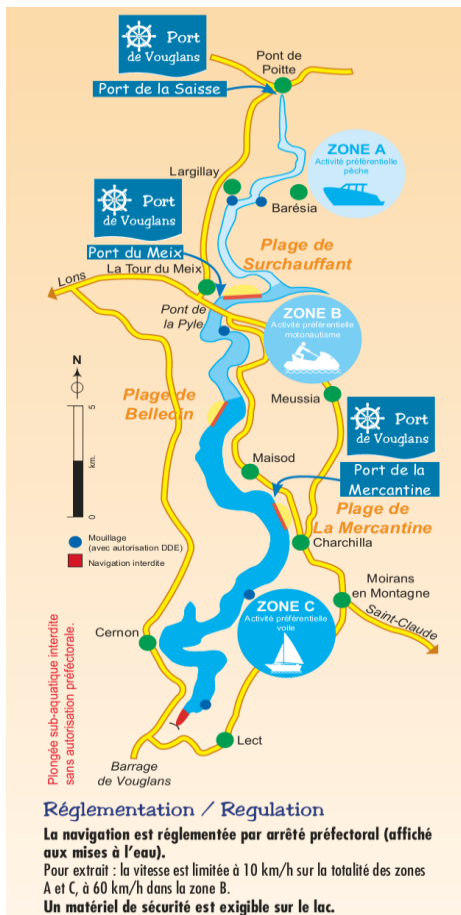 Port
de Vouglans
Pont de
Poitte
Port de la Saisse
ZONE A
Activité préférentielle
pêche
Largillay
Barésia
Port
de Vouglans
Plage de
Surchauffant
Port du Meix
La Tour du Meix
Lons
Pont de
la Pyle
ZONE B
Activité préférentielle
motonautisme
N
Plage de
Bellecin
Meussia
Port
de Vouglans
5
km.
0
Maisod
Port de la
Mercantine
Plage de
La Mercantine
Mouillage
(avec autorisation DDE)
Navigation interdite
Charchilla
Moirans
en Montagne
Saint-Claude
ZONE C
Activité préférentielle
voile
Cernon
Plongée sub-aquatique interdite
sans autorisation préféctorale.
Lect
Barrage
de Vouglans
Réglementation / Regulation
La navigation est réglementée par arrêté préfectoral (affiché
aux mises à l'eau).
Pour extrait : la vitesse est limitée à 10 km/h sur la totalité des zones
A et C, à 60 km/h dans la zone B.
Un matériel de sécurité est exigible sur le lac.